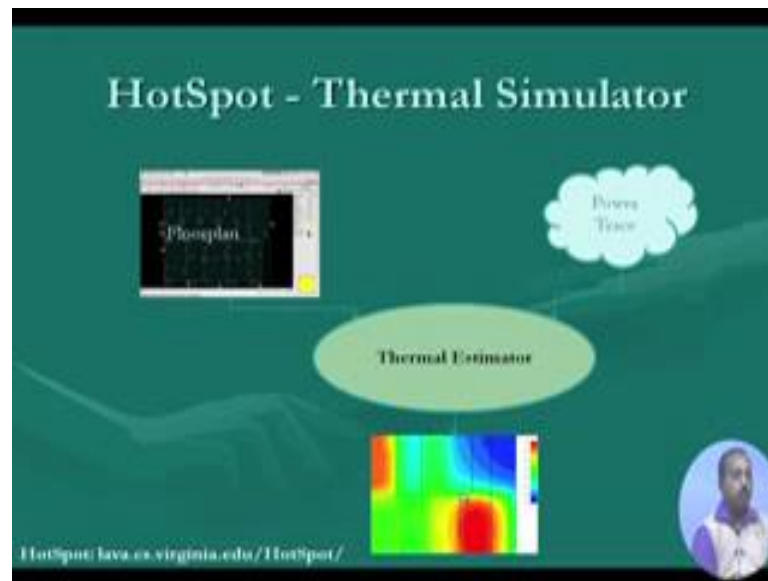 HotSpot - Thermal Simulator
Floorplan
Power
Trace
Thermal Estimator
HotSpot: lava.cs.virginia.edu/HotSpot/